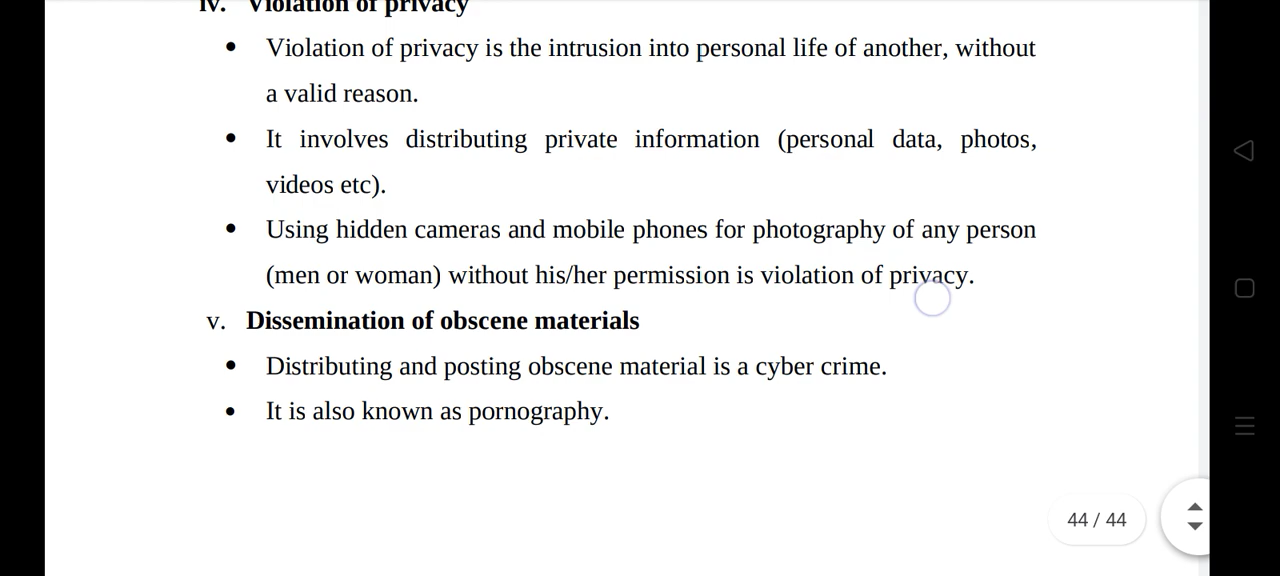 iv. Violation of privacy
• Violation of privacy is the intrusion into personal life of another, without
a valid reason.
• It involves distributing private information (personal data, photos,
videos etc).
• Using hidden cameras and mobile phones for photography of any person
(men or woman) without his/her permission is violation of privacy.
v. Dissemination of obscene materials
• Distributing and posting obscene material is a cyber crime.
• It is also known as pornography.
44 / 44